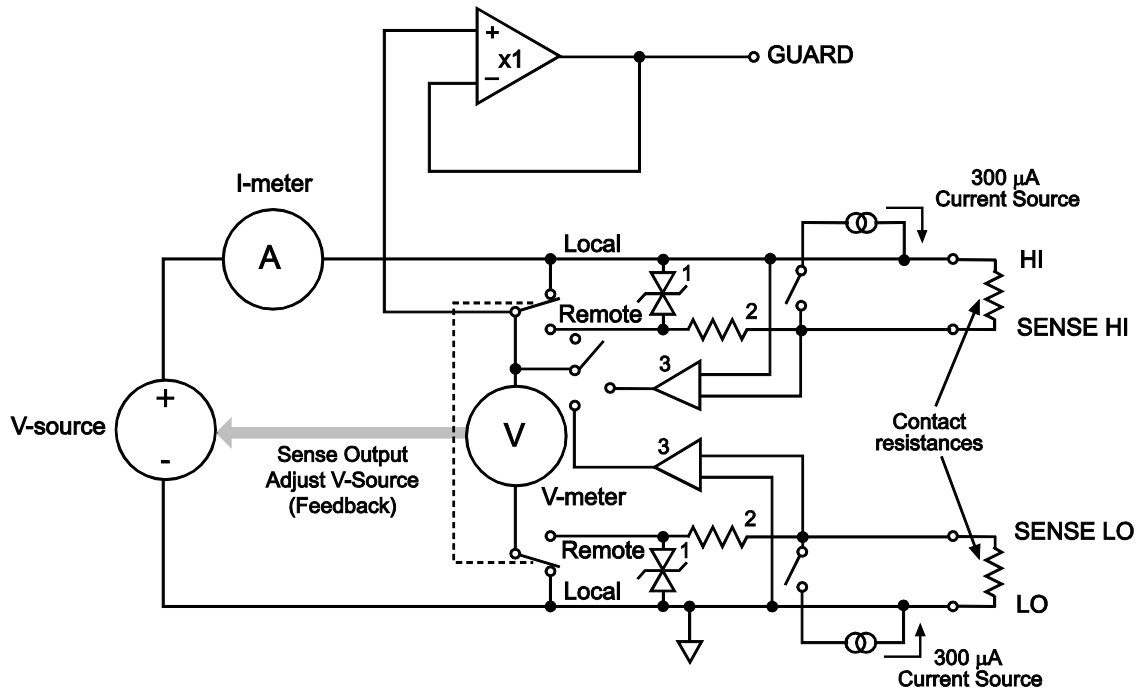 +
x1
–
GUARD
I-meter
A
300 µA
Current Source
Local
HI
1
Remote
2
SENSE HI
3
+
V-source
-
Sense Output
Adjust V-Source
(Feedback)
V
V-meter
Contact
resistances
3
2
SENSE LO
Remote
1
Local
LO
300 µA
Current Source